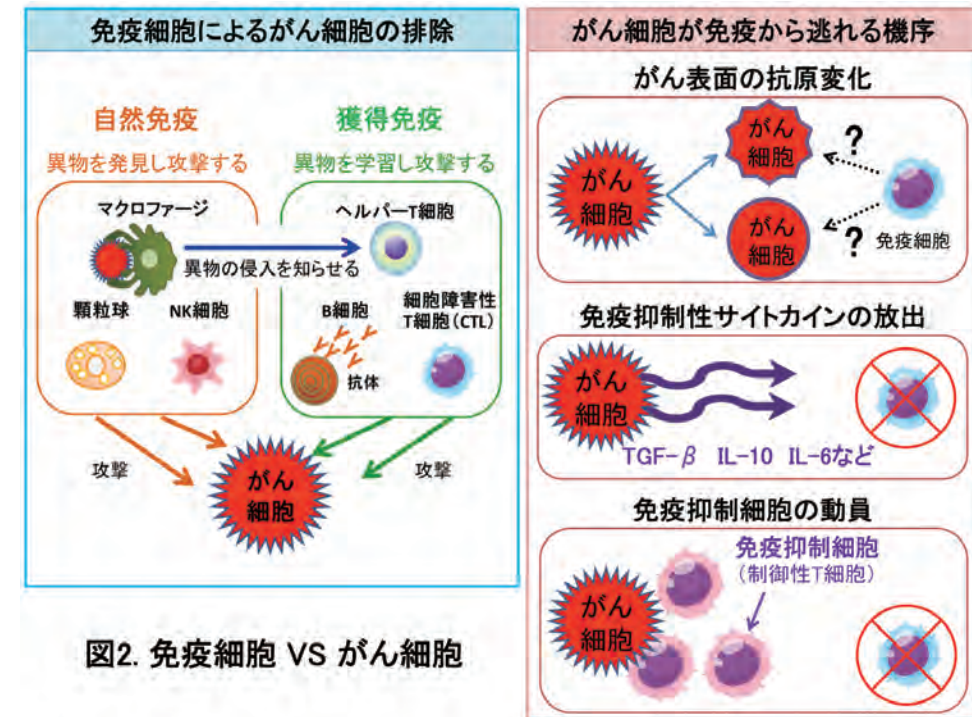 免疫細胞によるがん細胞の排除
自然免疫
異物を発見し攻撃する
マクロファージ
顆粒球
NK細胞
獲得免疫
異物を学習し攻撃する
ヘルパーT細胞
異物の侵入を知らせる
B細胞
抗体
細胞障害性
T細胞(CTL)
攻撃
攻撃
がん
細胞
図2. 免疫細胞 VS がん細胞
がん細胞が免疫から逃れる機序
がん表面の抗原変化
がん
細胞
がん
細胞
がん
細胞
?
?
免疫細胞
免疫抑制性サイトカインの放出
がん
細胞
TGF-β IL-10 IL-6など
免疫抑制細胞の動員
がん
細胞
免疫抑制細胞
(制御性T細胞)